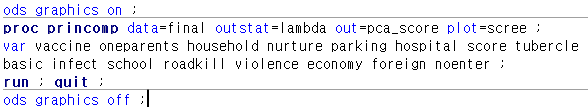 ods graphics on ;
proc princomp data=final outstat=lambda out=pca_score plot=scree ;
var vaccine oneparents household nurture parking hospital score tubercle
basic infect school roadkill violence economy foreign noenter ;
run ; quit ;
ods graphics off ;